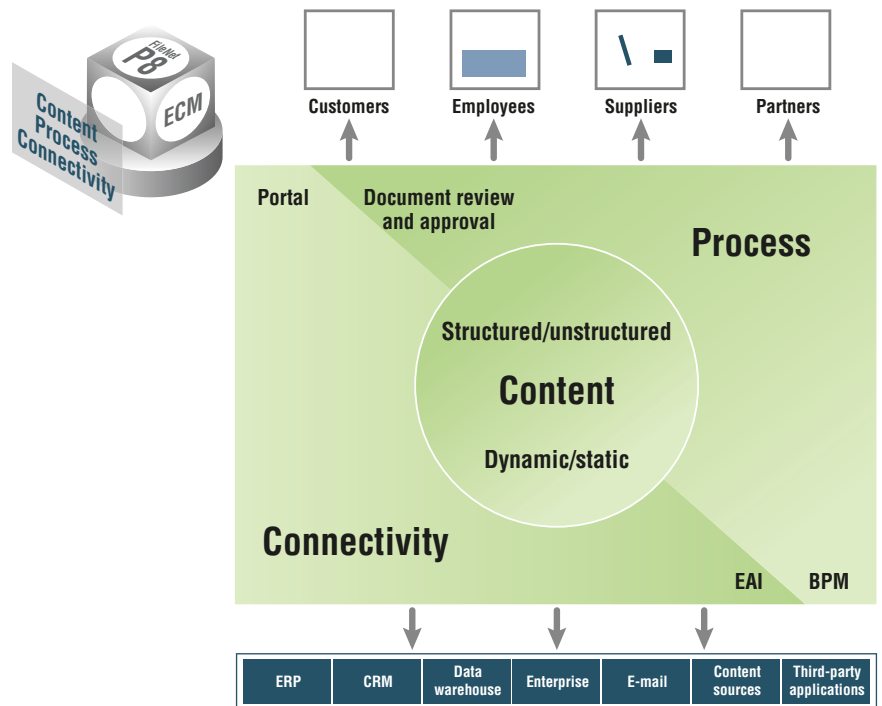 FileNet
P8
ECM
Content
Process
Connectivity
Customers
Employees
Suppliers
Partners
Portal
Document review
and approval
Process
Structured/unstructured
Content
Dynamic/static
Connectivity
EAI
BPM
ERP
CRM
Data
warehouse
Enterprise
E-mail
Content
sources
Third-party
applications